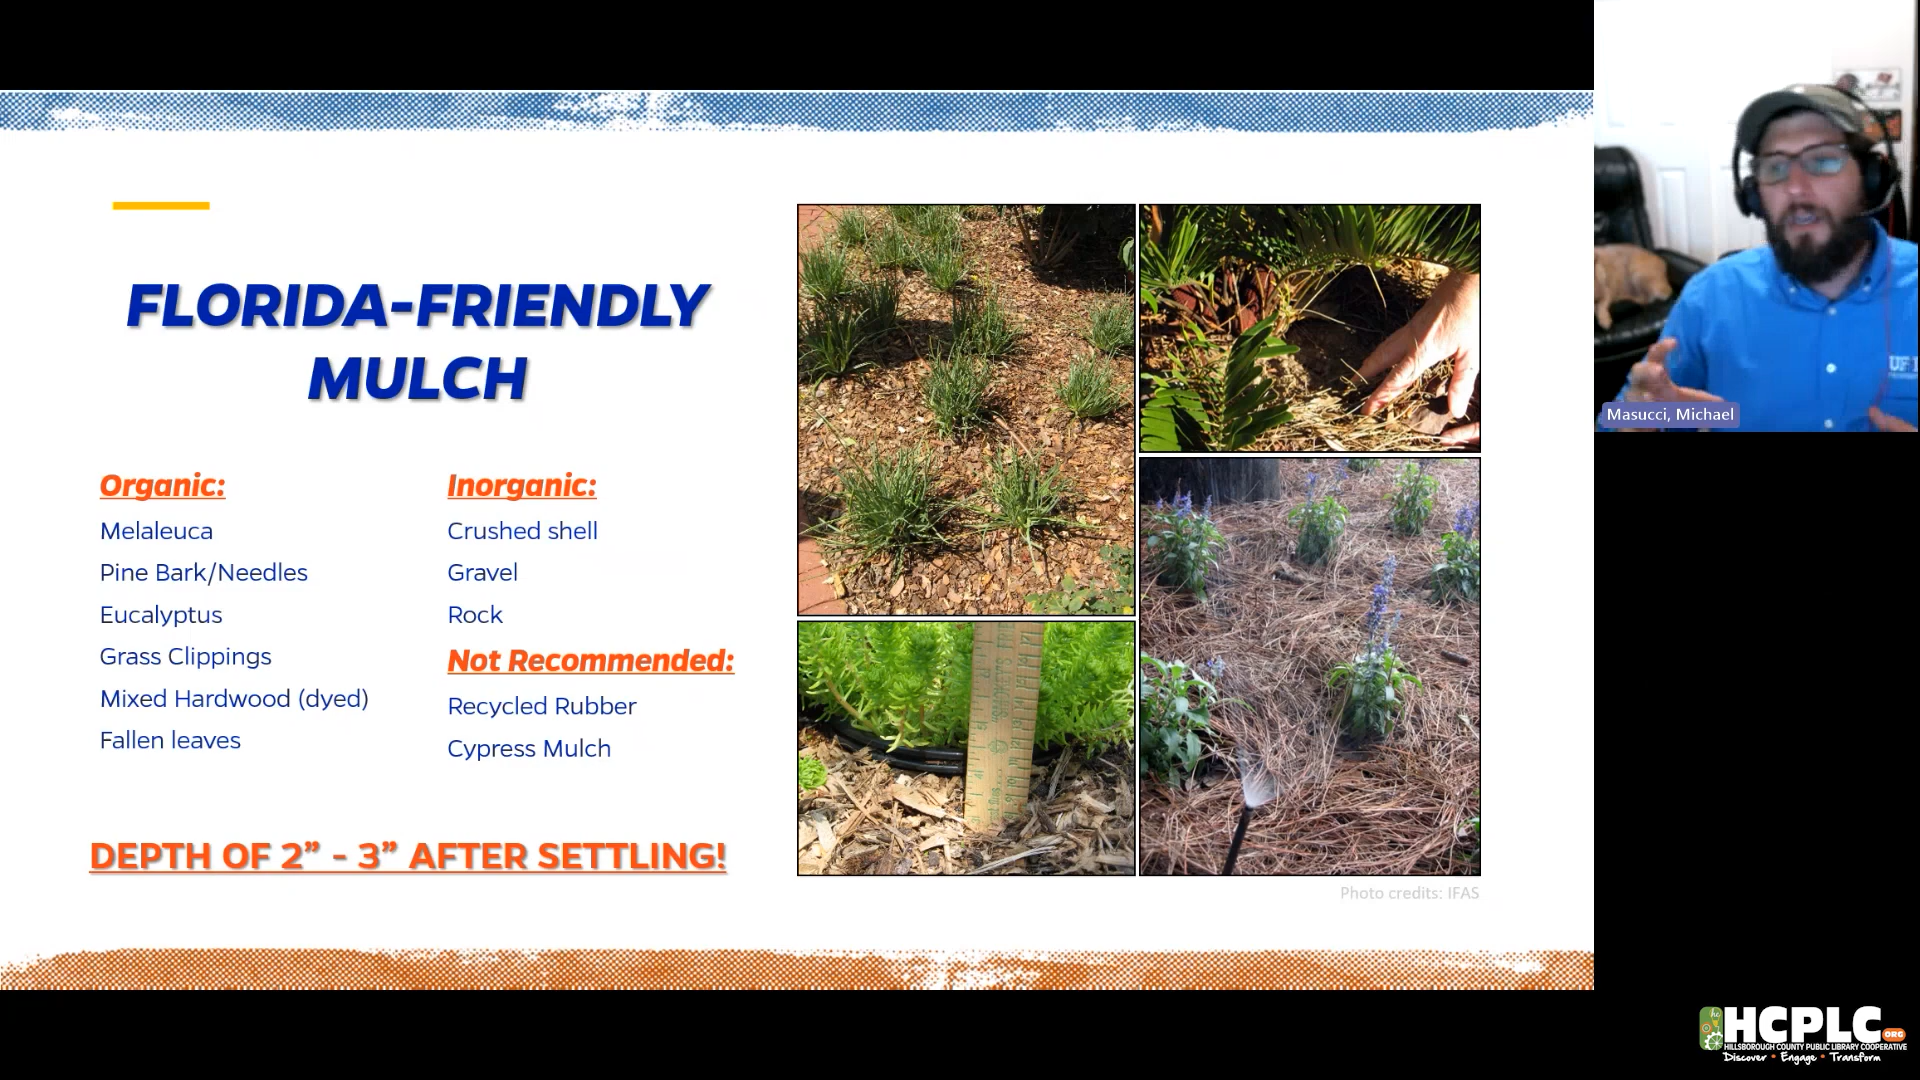 FLORIDA-FRIENDLY
MULCH
Organic:
Melaleuca
Pine Bark/Needles
Eucalyptus
Grass Clippings
Mixed Hardwood (dyed)
Fallen leaves
Inorganic:
Crushed shell
Gravel
Rock
Not Recommended:
Recycled Rubber
Cypress Mulch
DEPTH OF 2” - 3” AFTER SETTLING!
Photo credits: IFAS
Masucci, Michael
UF
HCPLC.ORG
HILLSBOROUGH COUNTY PUBLIC LIBRARY COOPERATIVE
Discover • Engage • Transform